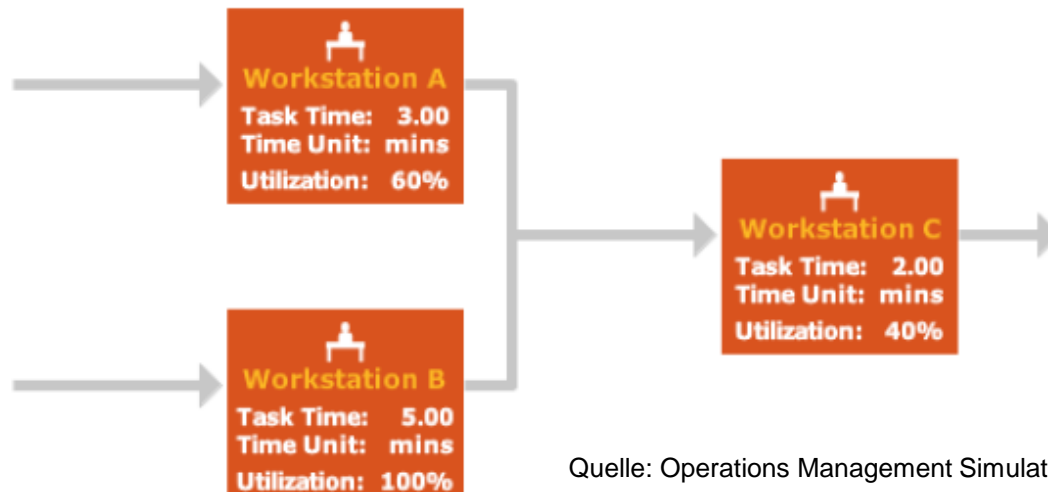 Workstation A
Task Time: 3.00
Time Unit: mins
Utilization: 60%
Workstation C
Task Time: 2.00
Time Unit: mins
Utilization: 40%
Workstation B
Task Time: 5.00
Time Unit: mins
Utilization: 100%
Quelle: Operations Management Simulat